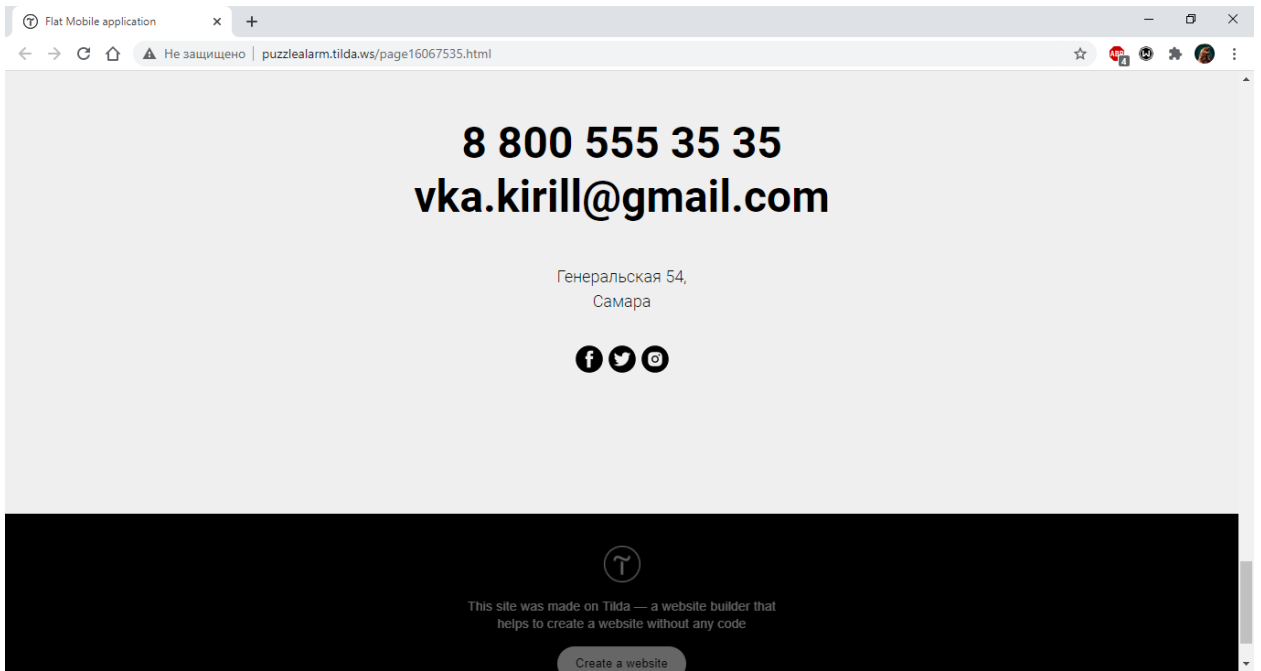 Flat Mobile application
Не защищено | puzzlealarm.tilda.ws/page16067535.html
ABP
4
8 800 555 35 35
vka.kirill@gmail.com
Генеральская 54,
Самара
This site was made on Tilda — a website builder that
helps to create a website without any code
Create a website